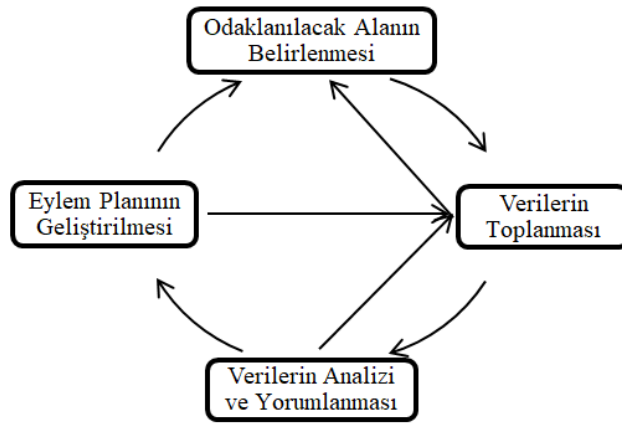 Odaklanılacak Alanın
Belirlenmesi
Eylem Planının
Geliştirilmesi
Verilerin
Toplanması
Verilerin Analizi
ve Yorumlanması